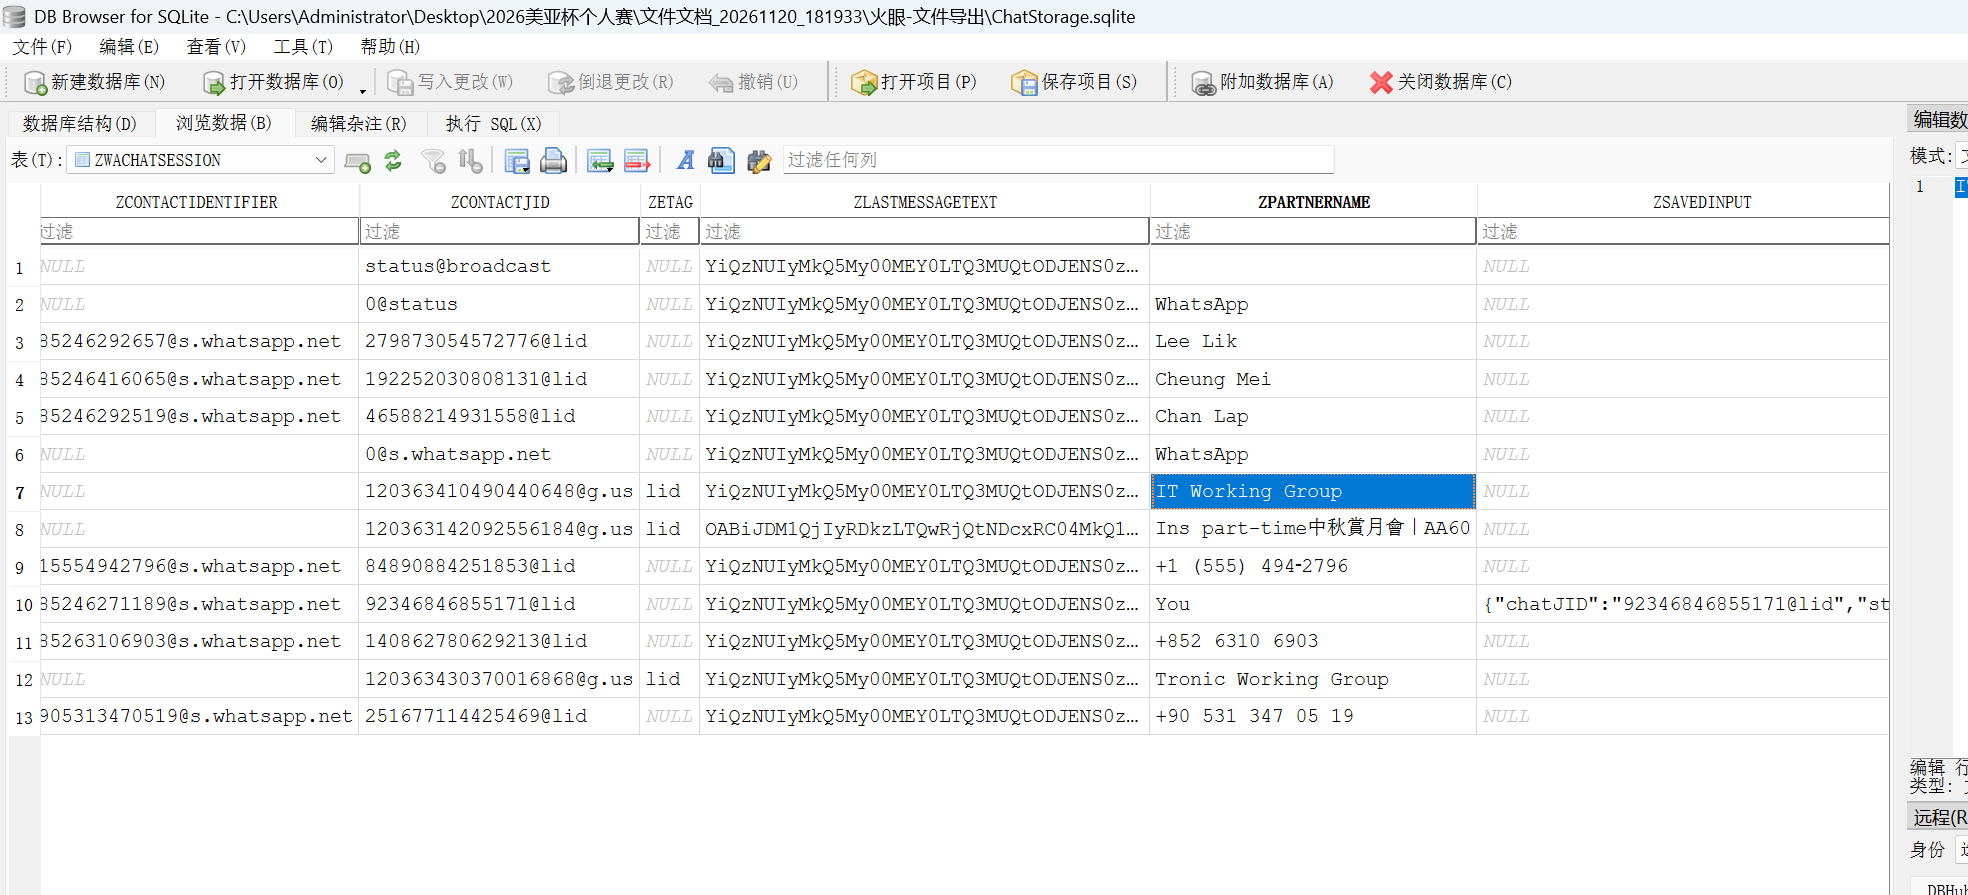 DB Browser for SQLite - C:\Users\Administrator\Desktop\2026美亚杯个人赛\文件文档_20261120_181933\火眼-文件导出\ChatStorage.sqlite
文件(F) 编辑(E) 查看(V) 工具(T) 帮助(H)
新建数据库(N) 打开数据库(O) 写入更改(W) 倒退更改(R) 撤销(U) 打开项目(P) 保存项目(S) 附加数据库(A) 关闭数据库(C)
数据库结构(D) 浏览数据(B) 编辑杂注(R) 执行 SQL(X) 编辑数
表(T): ZWACHATSESSION 过滤任何列 模式:
ZCONTACTIDENTIFIER ZCONTACTJID ZETAG ZLASTMESSAGETEXT ZPARTNERNAME ZSAVEDINPUT 1
过滤 过滤 过滤 过滤 过滤 过滤
1 NULL status@broadcast NULL YiQzNUIyMkQ5My00MEY0LTQ3MUQtODJENS0z... NULL
2 NULL 0@status NULL YiQzNUIyMkQ5My00MEY0LTQ3MUQtODJENS0z... WhatsApp NULL
3 85246292657@s.whatsapp.net 279873054572776@lid NULL YiQzNUIyMkQ5My00MEY0LTQ3MUQtODJENS0z... Lee Lik NULL
4 85246416065@s.whatsapp.net 192252030808131@lid NULL YiQzNUIyMkQ5My00MEY0LTQ3MUQtODJENS0z... Cheung Mei NULL
5 85246292519@s.whatsapp.net 46588214931558@lid NULL YiQzNUIyMkQ5My00MEY0LTQ3MUQtODJENS0z... Chan Lap NULL
6 NULL 0@s.whatsapp.net NULL YiQzNUIyMkQ5My00MEY0LTQ3MUQtODJENS0z... WhatsApp NULL
7 NULL 120363410490440648@g.us lid YiQzNUIyMkQ5My00MEY0LTQ3MUQtODJENS0z... IT Working Group NULL
8 NULL 120363142092556184@g.us lid OABiJDM1QjIyRDkzLTQwRjQtNDcxRC04MkQ1... Ins part-time中秋賞月會｜AA60 NULL
9 15554942796@s.whatsapp.net 84890884251853@lid NULL YiQzNUIyMkQ5My00MEY0LTQ3MUQtODJENS0z... +1 (555) 494-2796 NULL
10 85246271189@s.whatsapp.net 92346846855171@lid NULL YiQzNUIyMkQ5My00MEY0LTQ3MUQtODJENS0z... You {"chatJID":"92346846855171@lid","st
11 85263106903@s.whatsapp.net 140862780629213@lid NULL YiQzNUIyMkQ5My00MEY0LTQ3MUQtODJENS0z... +852 6310 6903 NULL
12 NULL 120363430370016868@g.us lid YiQzNUIyMkQ5My00MEY0LTQ3MUQtODJENS0z... Tronic Working Group NULL
13 905313470519@s.whatsapp.net 251677114425469@lid NULL YiQzNUIyMkQ5My00MEY0LTQ3MUQtODJENS0z... +90 531 347 05 19 NULL
编辑 行
类型:
远程(R
身份
DBHu